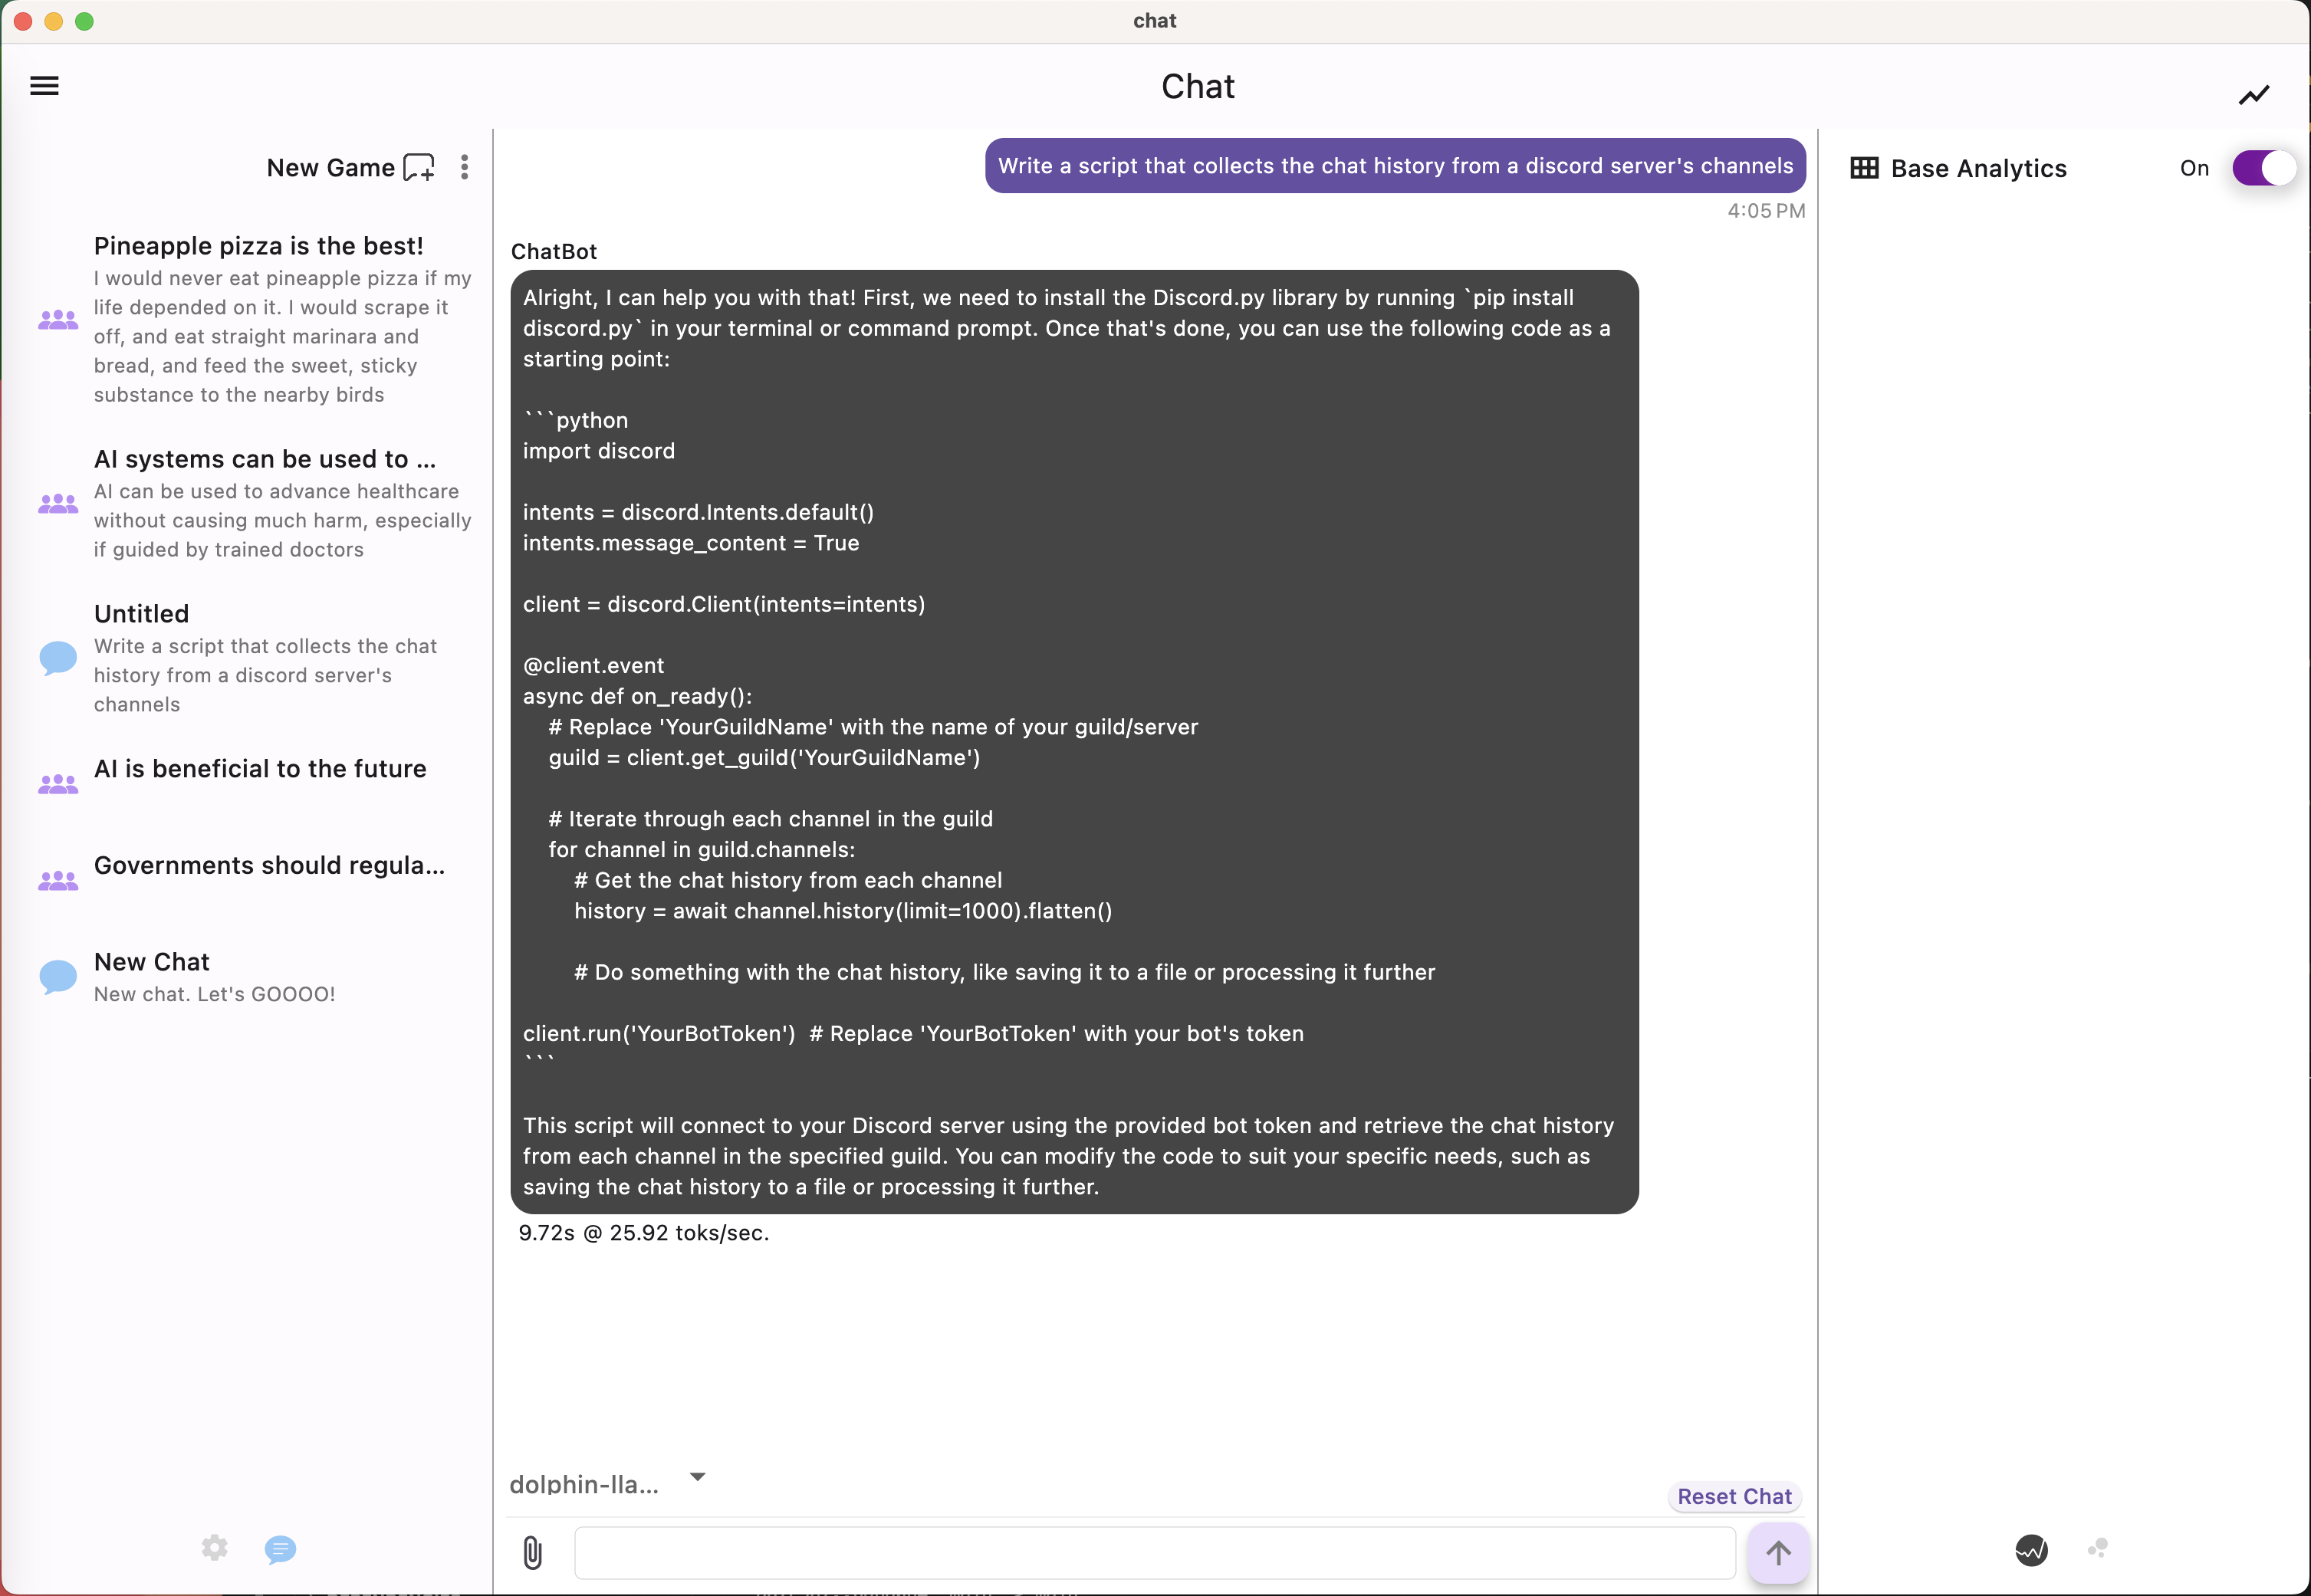 chat
Chat
New Game
Pineapple pizza is the best!
I would never eat pineapple pizza if my
life depended on it. I would scrape it
off, and eat straight marinara and
bread, and feed the sweet, sticky
substance to the nearby birds
AI systems can be used to ...
AI can be used to advance healthcare
without causing much harm, especially
if guided by trained doctors
Untitled
Write a script that collects the chat
history from a discord server's
channels
AI is beneficial to the future
Governments should regula...
New Chat
New chat. Let's GOOOO!
Write a script that collects the chat history from a discord server's channels
4:05 PM
ChatBot
Alright, I can help you with that! First, we need to install the Discord.py library by running `pip install
discord.py` in your terminal or command prompt. Once that's done, you can use the following code as a
starting point:
```python
import discord
intents = discord.Intents.default()
intents.message_content = True
client = discord.Client(intents=intents)
@client.event
async def on_ready():
# Replace 'YourGuildName' with the name of your guild/server
guild = client.get_guild('YourGuildName')
# Iterate through each channel in the guild
for channel in guild.channels:
# Get the chat history from each channel
history = await channel.history(limit=1000).flatten()
# Do something with the chat history, like saving it to a file or processing it further
client.run('YourBotToken')  # Replace 'YourBotToken' with your bot's token
```
This script will connect to your Discord server using the provided bot token and retrieve the chat history
from each channel in the specified guild. You can modify the code to suit your specific needs, such as
saving the chat history to a file or processing it further.
9.72s @ 25.92 toks/sec.
dolphin-lla...
Reset Chat
Base Analytics
On